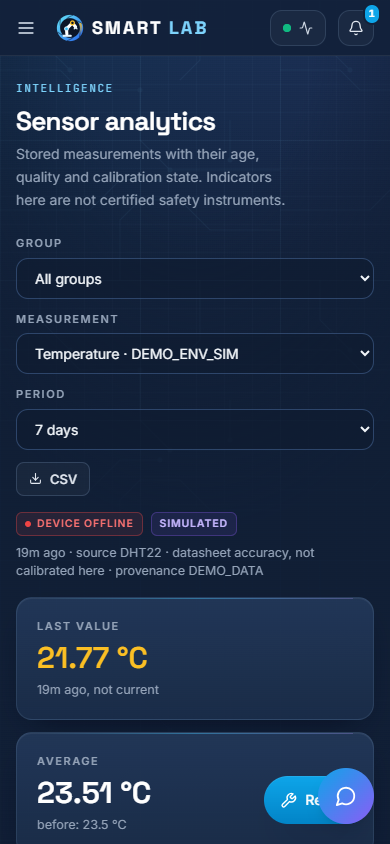 SMART LAB
1
INTELLIGENCE
Sensor analytics
Stored measurements with their age,
quality and calibration state. Indicators
here are not certified safety instruments.
GROUP
All groups
MEASUREMENT
Temperature · DEMO_ENV_SIM
PERIOD
7 days
CSV
DEVICE OFFLINE
SIMULATED
19m ago · source DHT22 · datasheet accuracy, not
calibrated here · provenance DEMO_DATA
LAST VALUE
21.77 °C
19m ago, not current
AVERAGE
23.51 °C
before: 23.5 °C